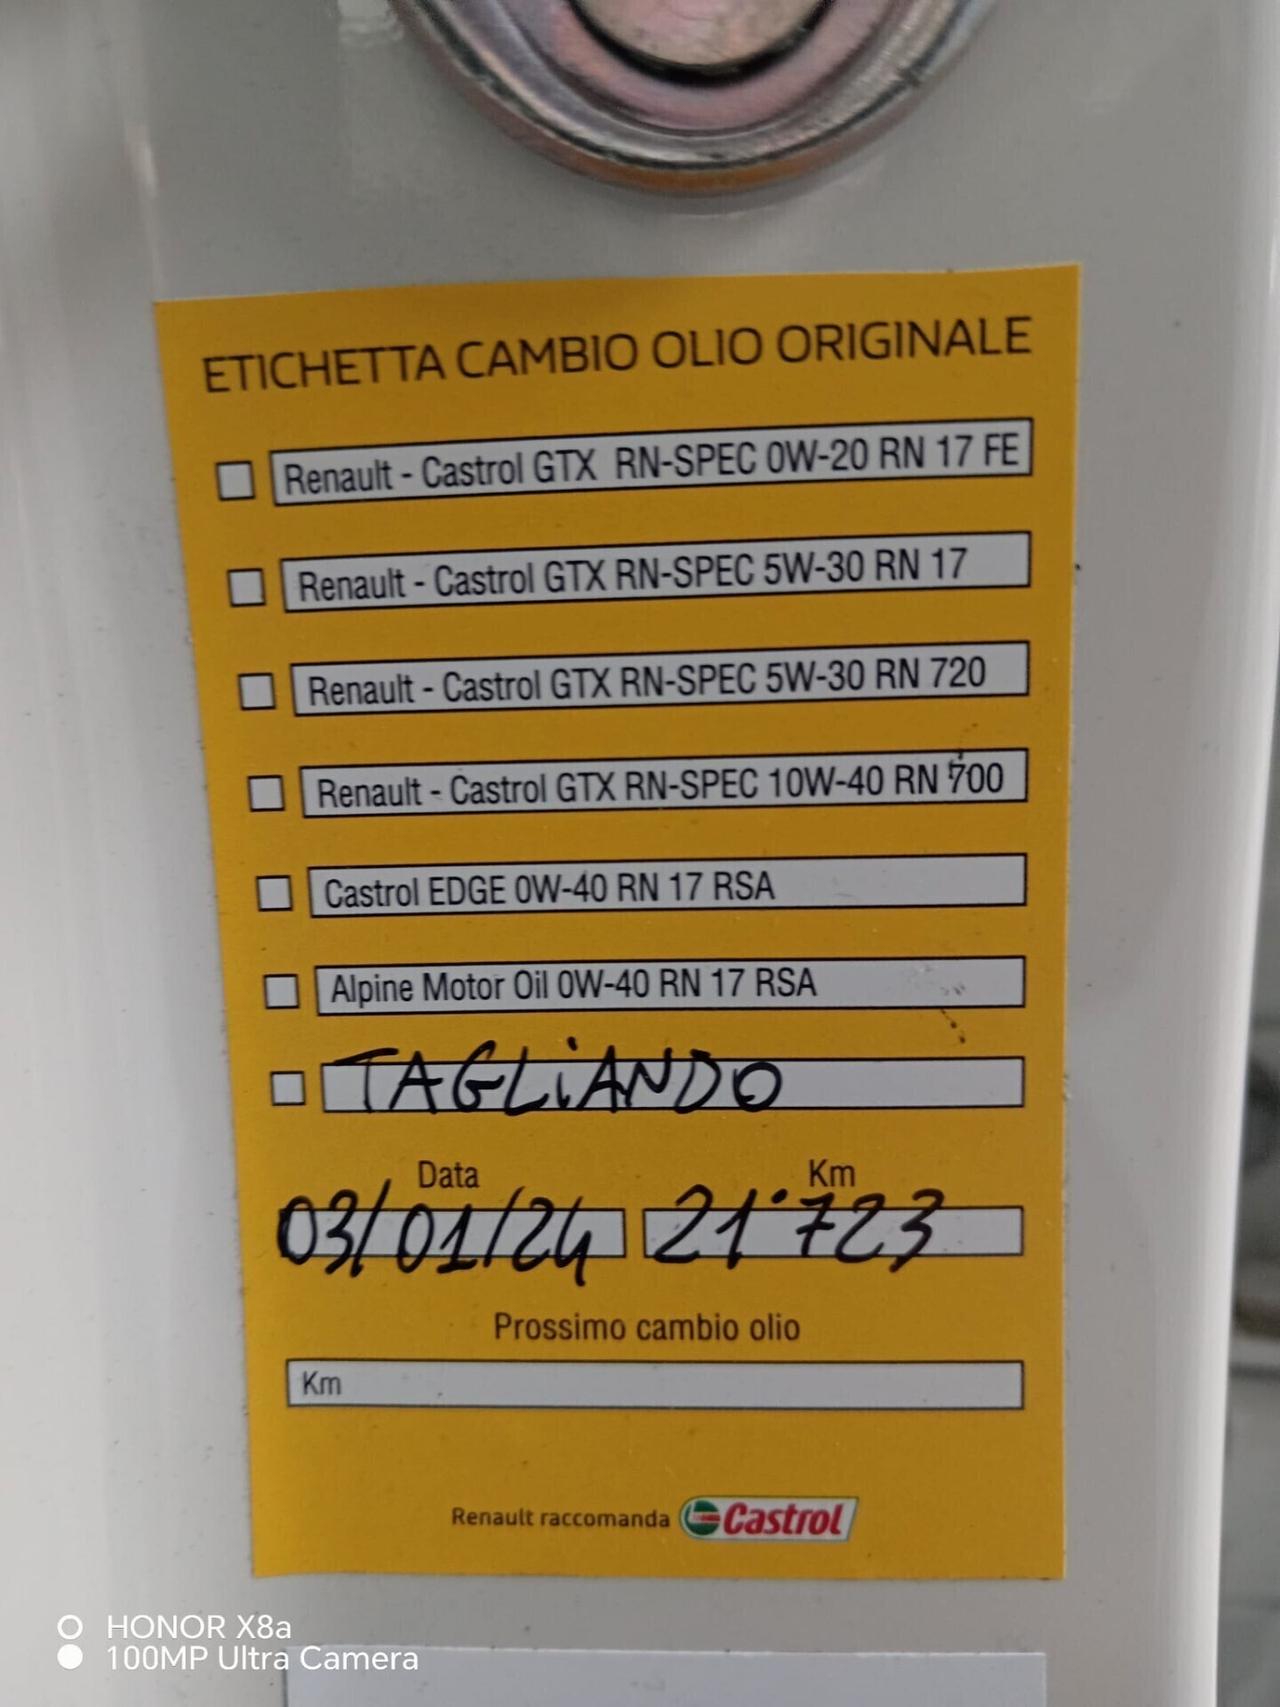 ETICHETTA CAMBIO OLIO ORIGINALE
Renault - Castrol GTX RN-SPEC 0W-20 RN 17 FE
Renault - Castrol GTX RN-SPEC 5W-30 RN 17
Renault - Castrol GTX RN-SPEC 5W-30 RN 720
Renault - Castrol GTX RN-SPEC 10W-40 RN 700
Castrol EDGE 0W-40 RN 17 RSA
Alpine Motor Oil 0W-40 RN 17 RSA
TAGLiANDO
Data Km
03/01/24 21•723
Prossimo cambio olio
Km
Renault raccomanda Castrol
HONOR X8a
100MP Ultra Camera